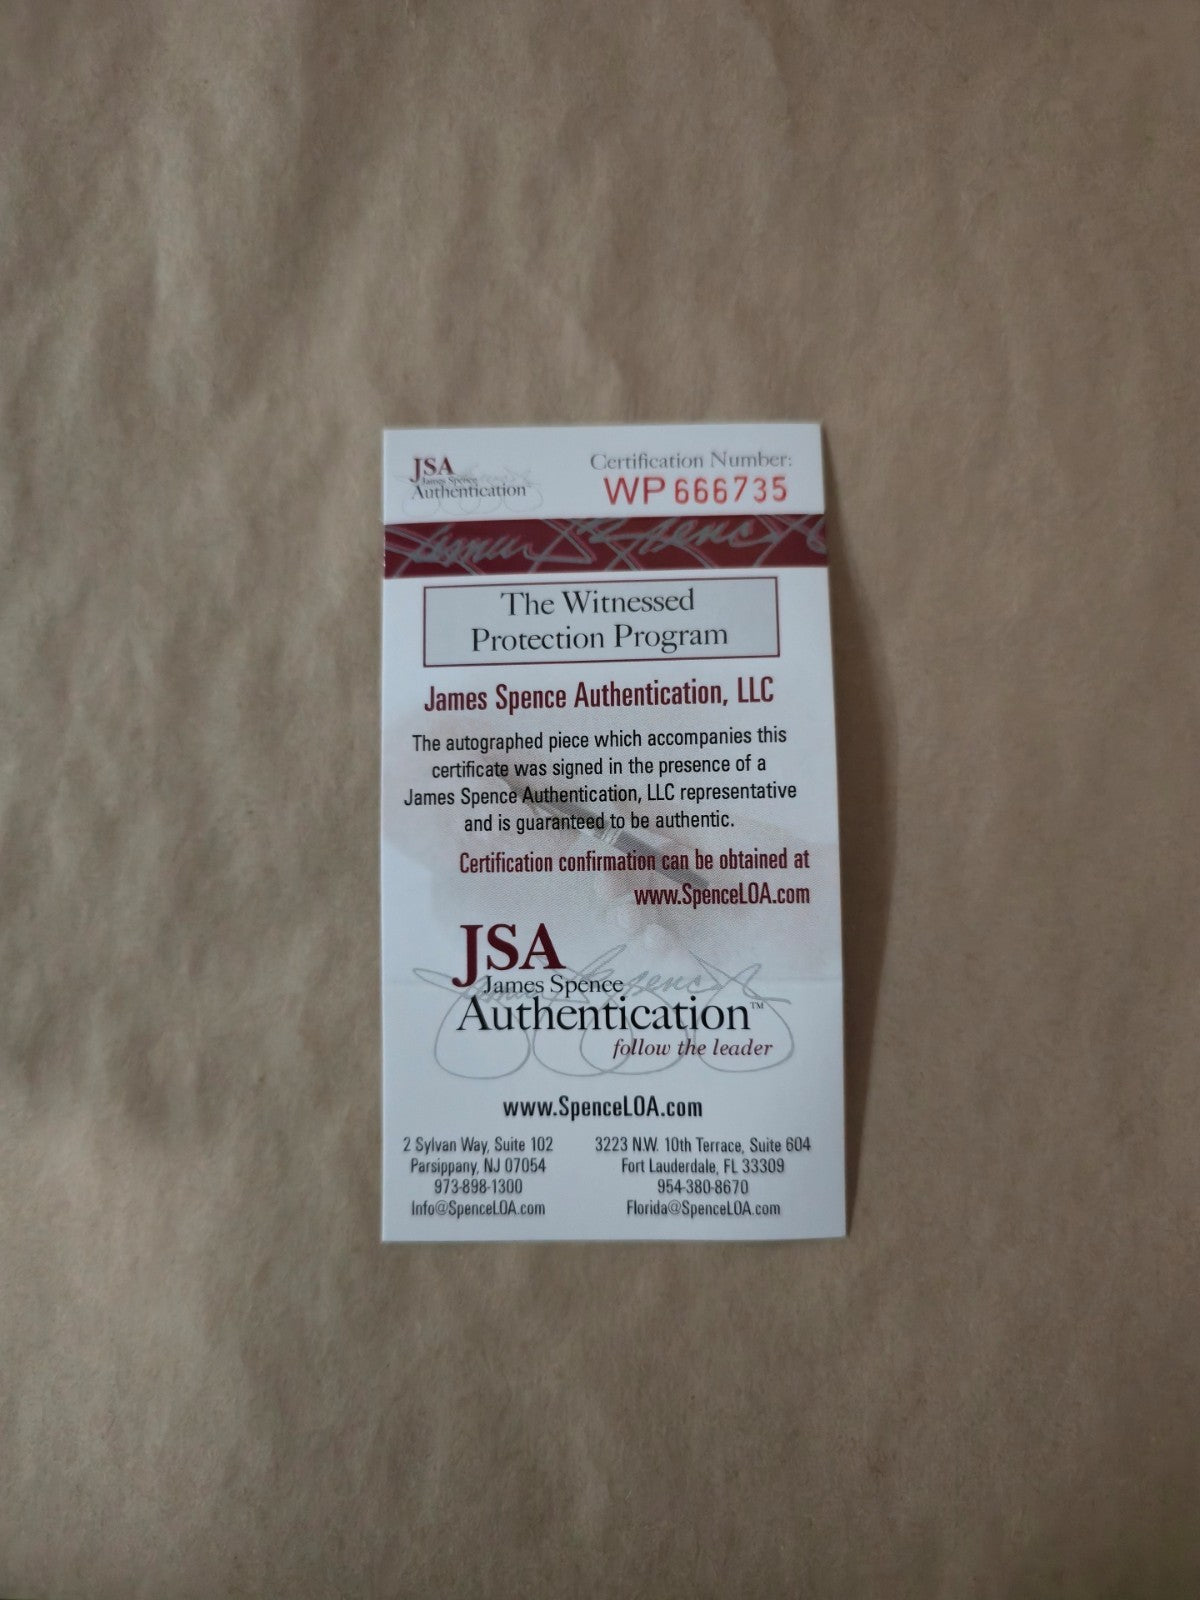 JSA
James Spence
Authentication
Certification Number:
WP 666735
James Spence
The Witnessed
Protection Program
James Spence Authentication, LLC
The autographed piece which accompanies this
certificate was signed in the presence of a
James Spence Authentication, LLC representative
and is guaranteed to be authentic.
Certification confirmation can be obtained at
www.SpenceLOA.com
JSA
James Spence
Authentication™
follow the leader
www.SpenceLOA.com
2 Sylvan Way, Suite 102
Parsippany, NJ 07054
973-898-1300
Info@SpenceLOA.com
3223 N.W. 10th Terrace, Suite 604
Fort Lauderdale, FL 33309
954-380-8670
Florida@SpenceLOA.com